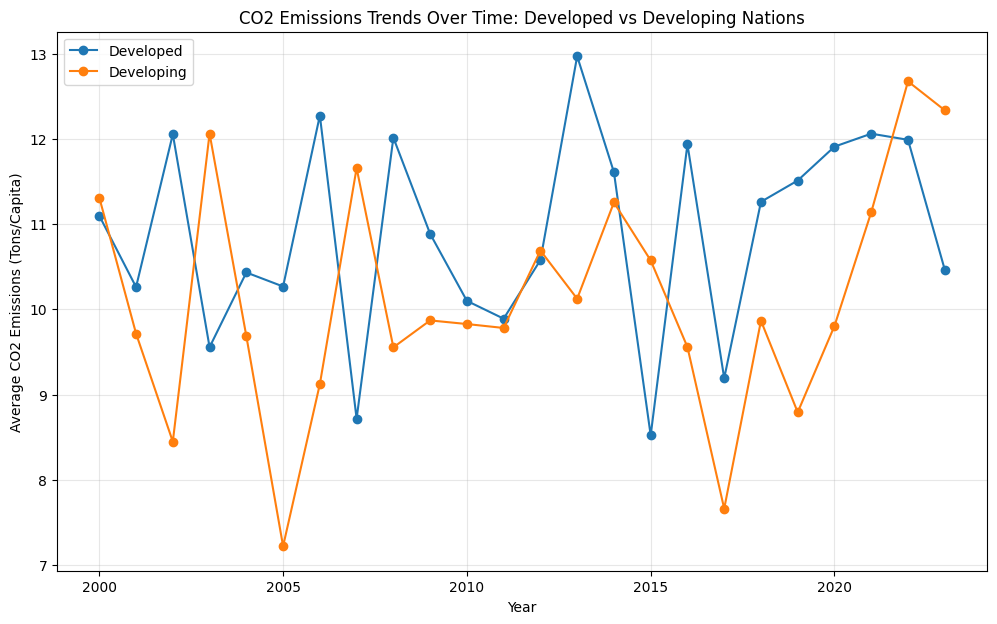 CO2 Emissions Trends Over Time: Developed vs Developing Nations
Developed
Developing
Average CO2 Emissions (Tons/Capita)
13
12
11
10
9
8
7
2000
2005
2010
2015
2020
Year